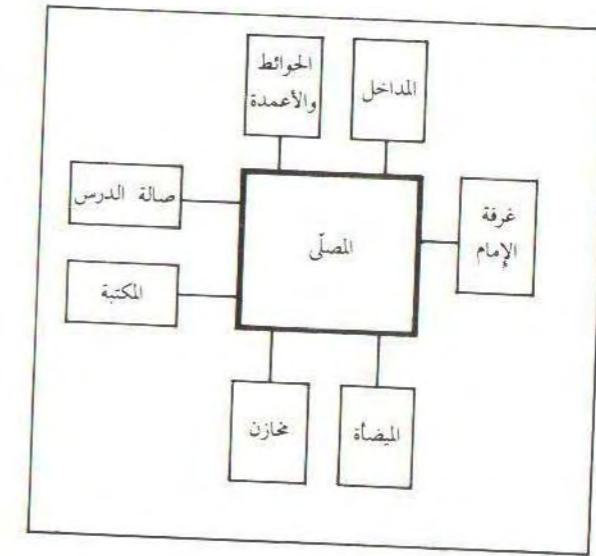 الحوائط
والأعمدة
المداخل
صالة الدرس
غرفة
الإمام
المصلّى
المكتبة
مخازن
الميضأة